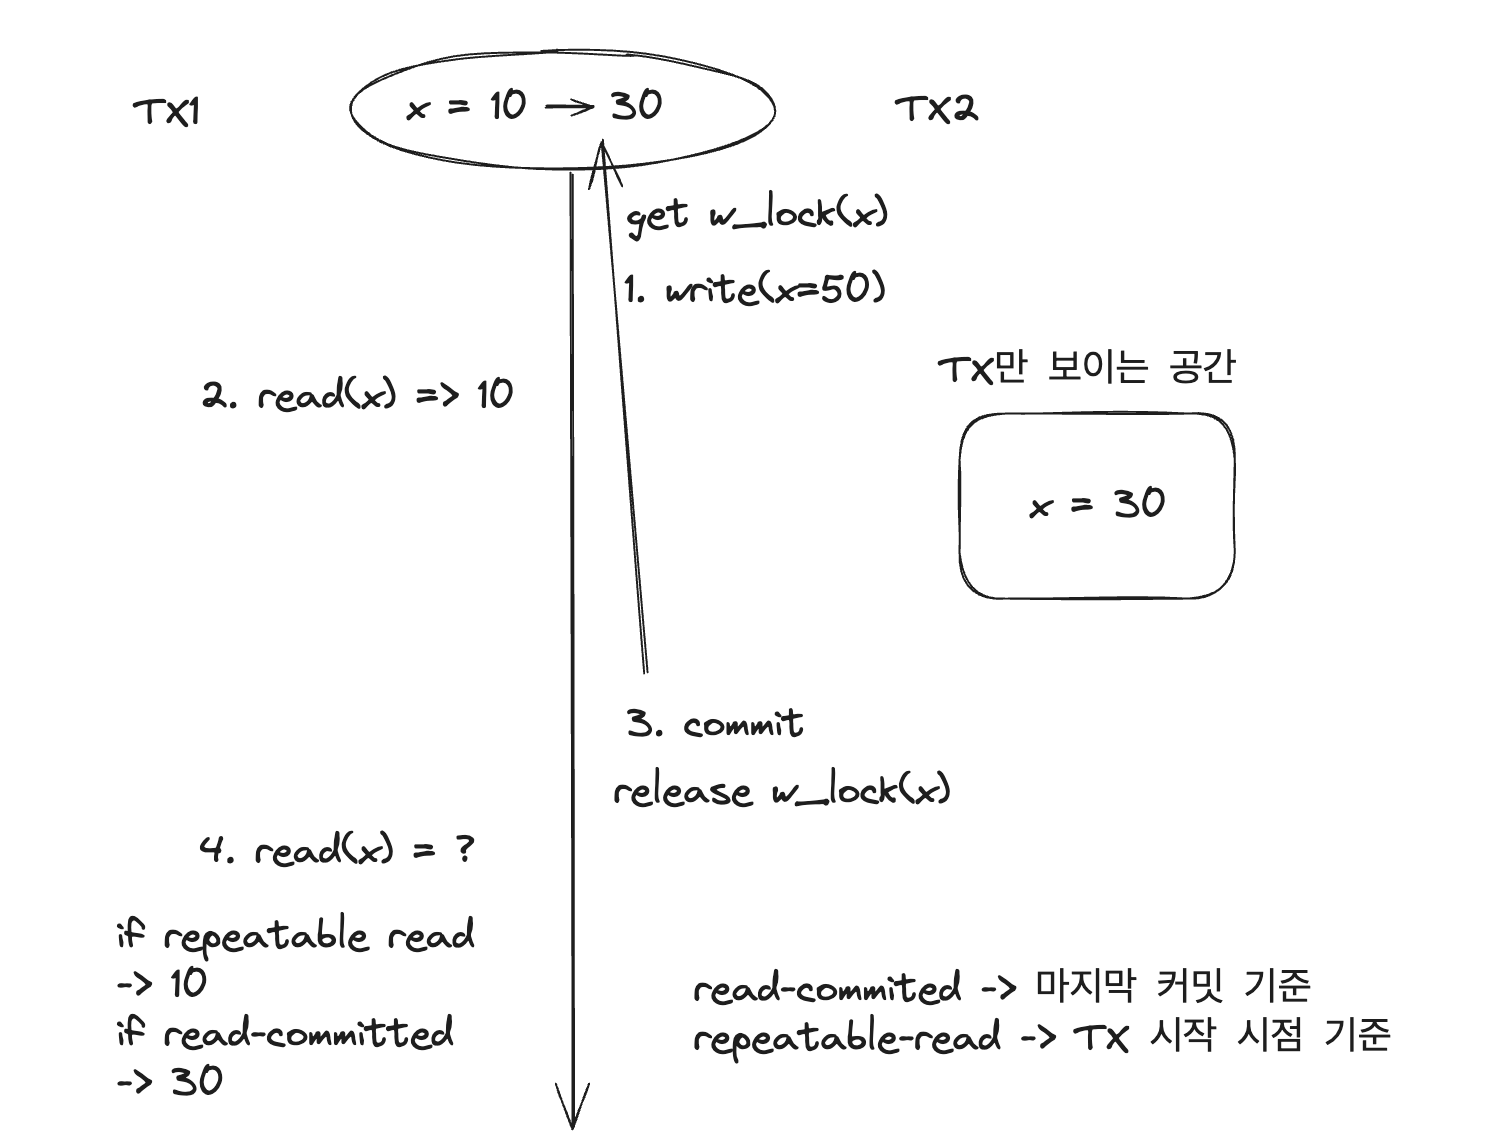 TX1
x = 10 → 30
TX2
get w_lock(x)
1. write(x=50)
TX만 보이는 공간
2. read(x) => 10
x = 30
3. commit
release w_lock(x)
4. read(x) = ?
if repeatable read
-> 10
if read-committed
-> 30
read-commited -> 마지막 커밋 기준
repeatable-read -> TX 시작 시점 기준